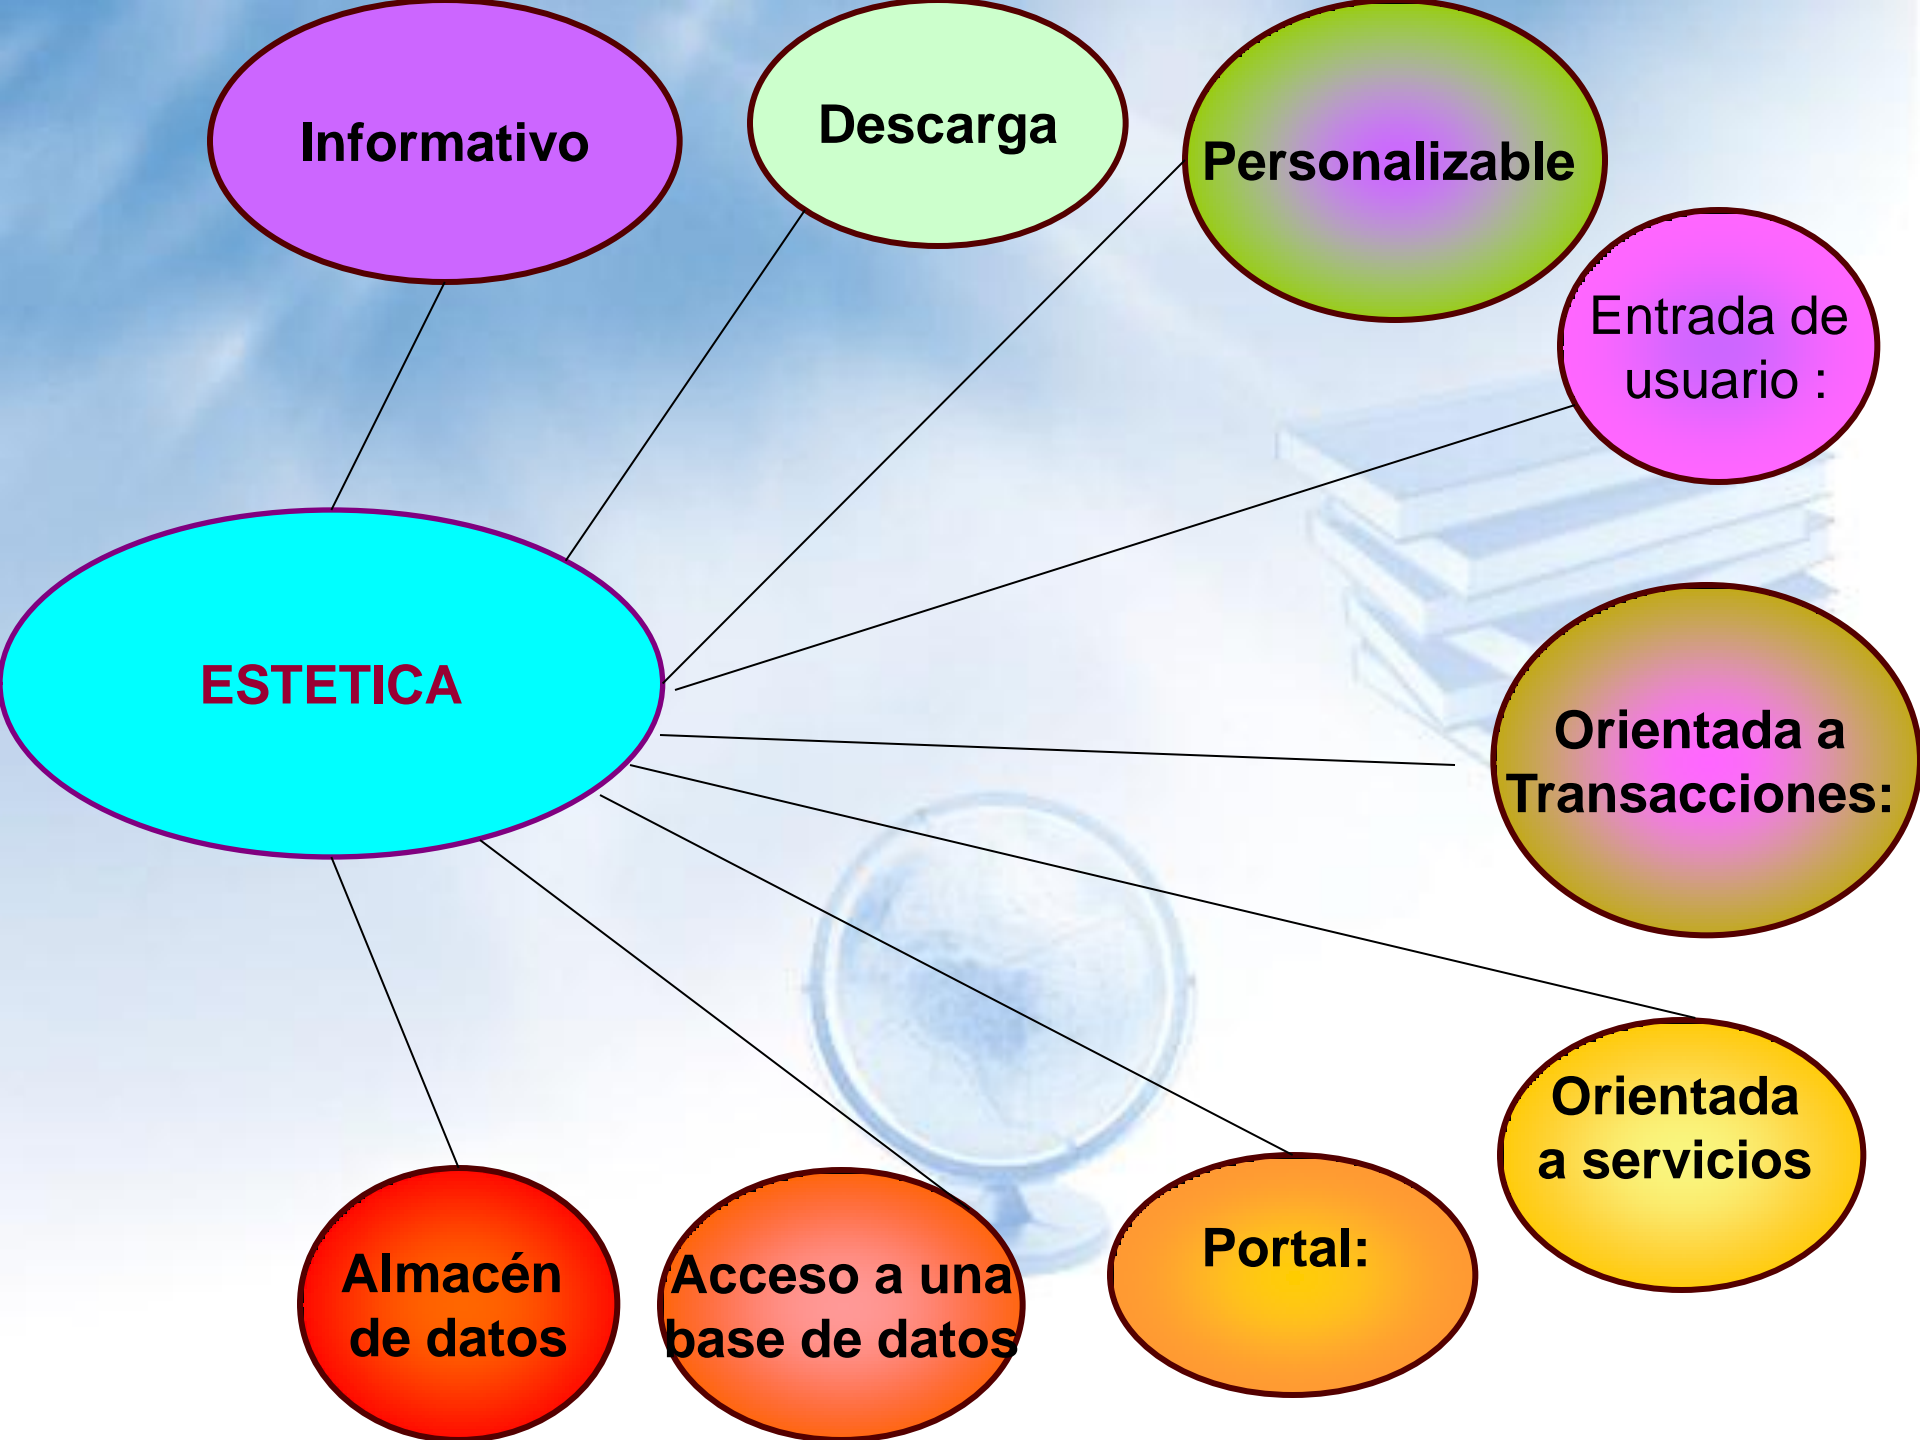 Informativo
Descarga
Personalizable
Entrada de
usuario :
ESTETICA
Orientada a
Transacciones:
Orientada
a servicios
Portal:
Acceso a una
base de datos
Almacén
de datos